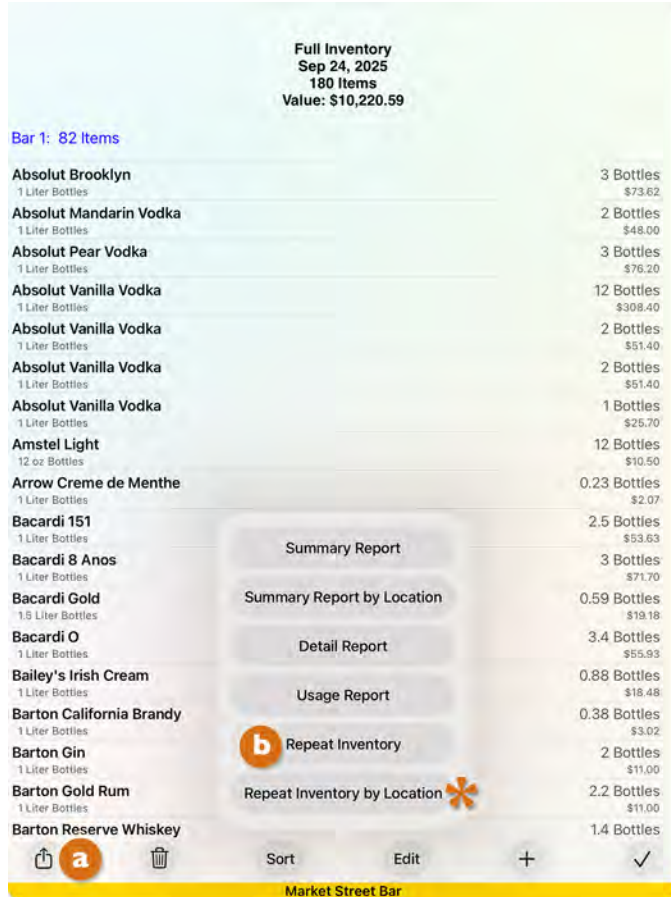 Full Inventory
Sep 24, 2025
180 Items
Value: $10,220.59
Bar 1: 82 Items
Absolut Brooklyn 3 Bottles
1 Liter Bottles $73.62
Absolut Mandarin Vodka 2 Bottles
1 Liter Bottles $48.00
Absolut Pear Vodka 3 Bottles
1 Liter Bottles $76.20
Absolut Vanilla Vodka 12 Bottles
1 Liter Bottles $308.40
Absolut Vanilla Vodka 2 Bottles
1 Liter Bottles $51.40
Absolut Vanilla Vodka 2 Bottles
1 Liter Bottles $51.40
Absolut Vanilla Vodka 1 Bottles
1 Liter Bottles $25.70
Amstel Light 12 Bottles
12 oz Bottles $10.50
Arrow Creme de Menthe 0.23 Bottles
1 Liter Bottles $2.07
Bacardi 151 2.5 Bottles
1 Liter Bottles $53.63
Bacardi 8 Anos 3 Bottles
1 Liter Bottles $71.70
Bacardi Gold 0.59 Bottles
1.5 Liter Bottles $19.18
Bacardi O 3.4 Bottles
1 Liter Bottles $55.93
Bailey's Irish Cream 0.88 Bottles
1 Liter Bottles $18.48
Barton California Brandy 0.38 Bottles
1 Liter Bottles $3.02
Barton Gin 2 Bottles
1 Liter Bottles $11.00
Barton Gold Rum 2.2 Bottles
1 Liter Bottles $11.00
Barton Reserve Whiskey 1.4 Bottles
Summary Report
Summary Report by Location
Detail Report
Usage Report
b Repeat Inventory
Repeat Inventory by Location *
a Sort Edit + ✓
Market Street Bar